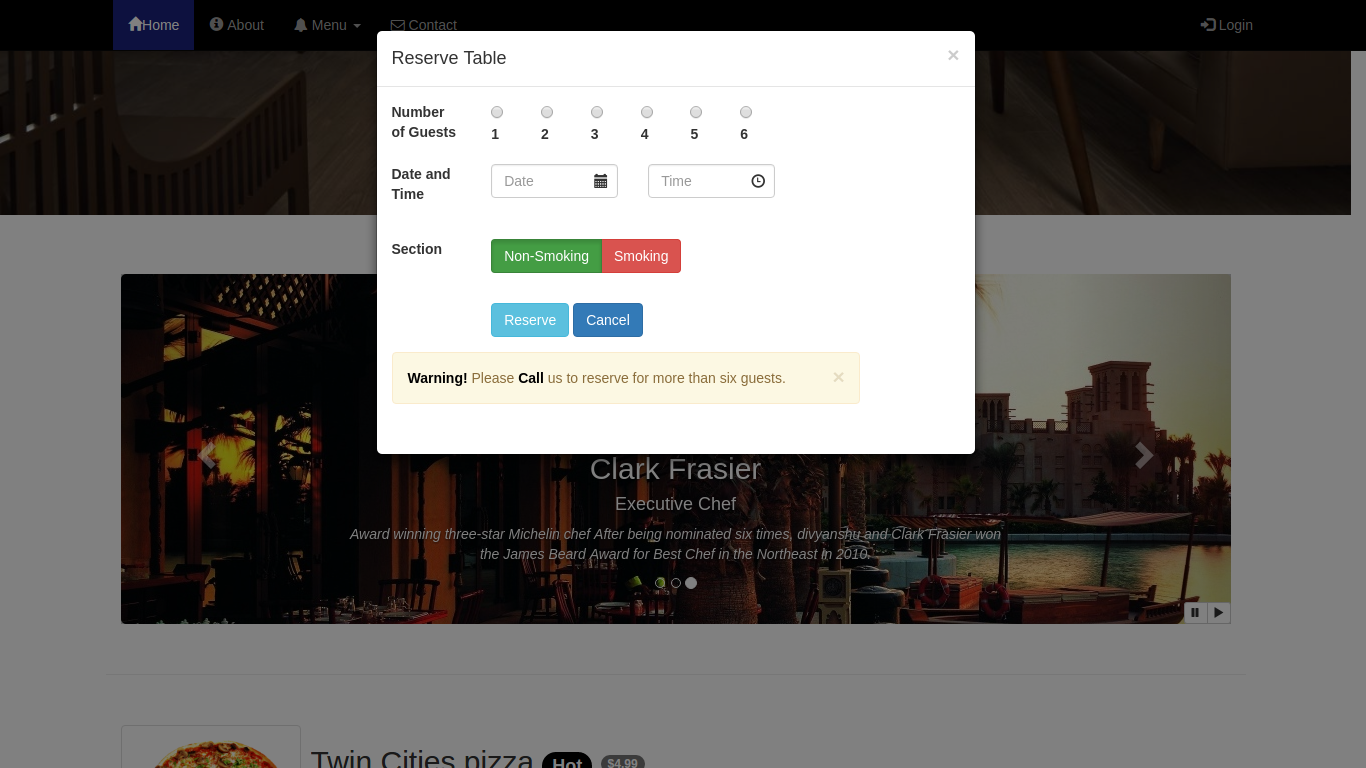 Home About Menu Contact Login
Reserve Table ×
Number of Guests
1 2 3 4 5 6
Date and Time
Date Time
Section
Non-Smoking Smoking
Reserve Cancel
Warning! Please Call us to reserve for more than six guests. ×
Clark Frasier
Executive Chef
Award winning three-star Michelin chef After being nominated six times, divyanshu and Clark Frasier won
the James Beard Award for Best Chef in the Northeast in 2010.
Twin Cities pizza Hot $4.99